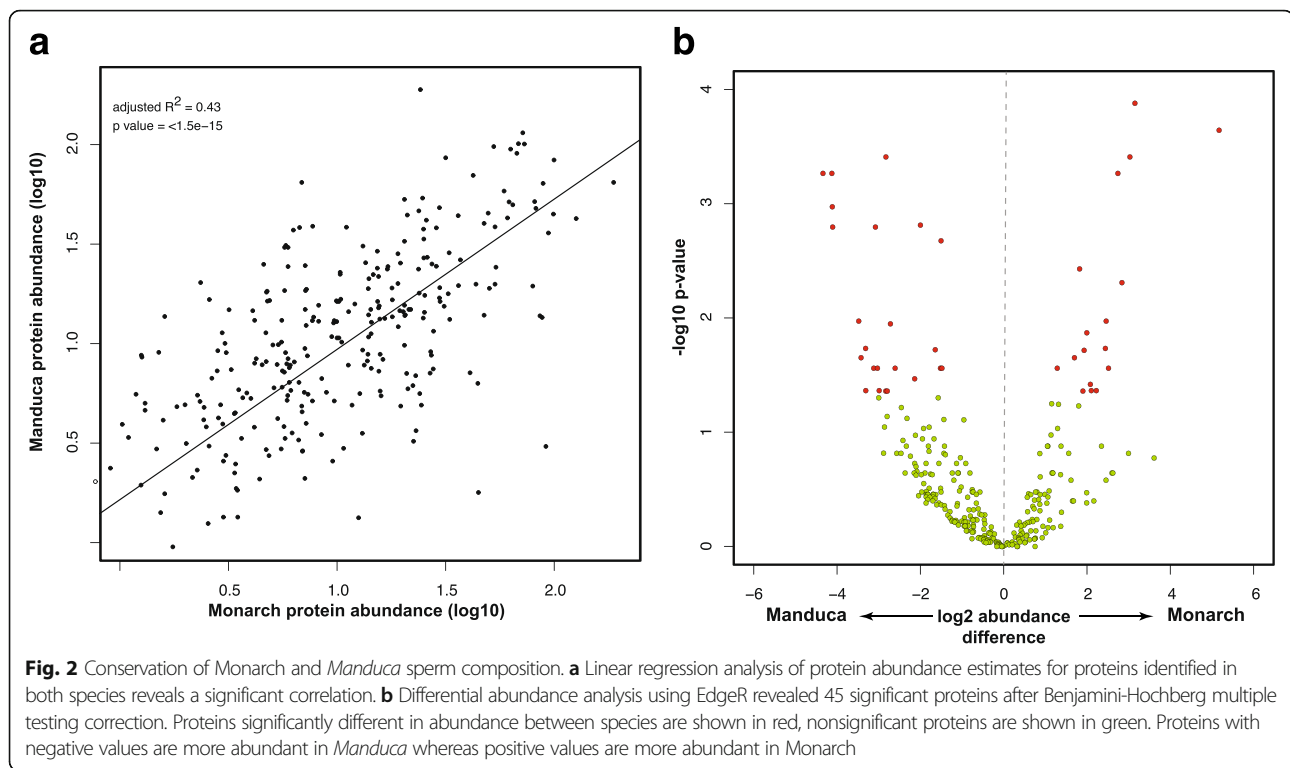 a
adjusted R2 = 0.43
p value = <1.5e−15
Manduca protein abundance (log10)
2.0
1.5
1.0
0.5
0.5 1.0 1.5 2.0
Monarch protein abundance (log10)
b
-log10 p-value
4
3
2
1
0
−6 −4 −2 0 2 4 6
Manduca log2 abundance difference Monarch
Fig. 2 Conservation of Monarch and Manduca sperm composition. a Linear regression analysis of protein abundance estimates for proteins identified in
both species reveals a significant correlation. b Differential abundance analysis using EdgeR revealed 45 significant proteins after Benjamini-Hochberg multiple
testing correction. Proteins significantly different in abundance between species are shown in red, nonsignificant proteins are shown in green. Proteins with
negative values are more abundant in Manduca whereas positive values are more abundant in Monarch